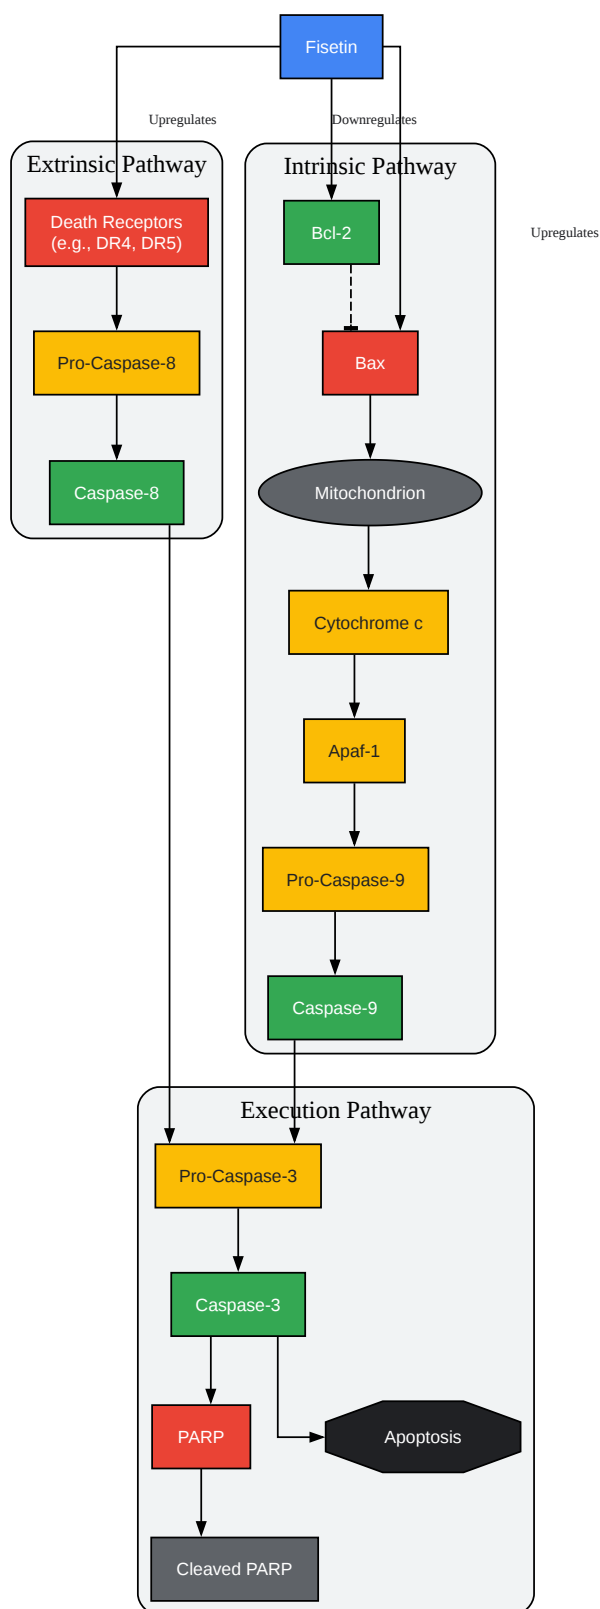 Fisetin
Upregulates
Downregulates
Extrinsic Pathway
Intrinsic Pathway
Death Receptors
(e.g., DR4, DR5)
Bcl-2
Upregulates
Pro-Caspase-8
Bax
Caspase-8
Mitochondrion
Cytochrome c
Apaf-1
Pro-Caspase-9
Caspase-9
Execution Pathway
Pro-Caspase-3
Caspase-3
PARP
Apoptosis
Cleaved PARP